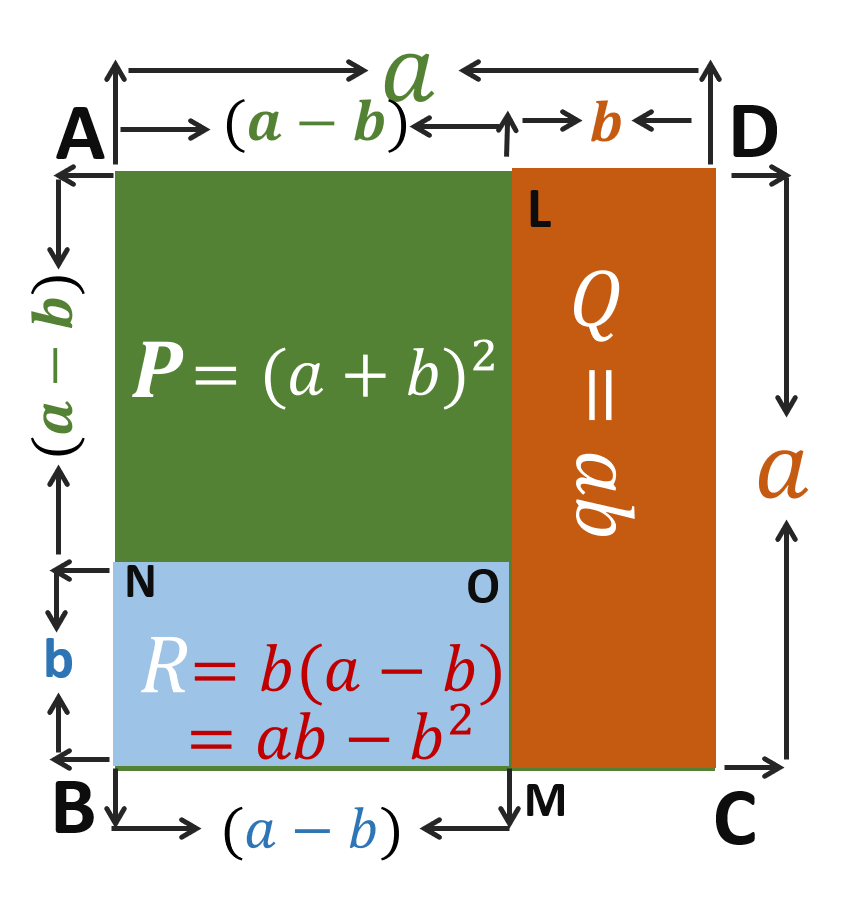 a
A (a − b) b D
L
(a − b)
Q = ab
P = (a + b)²
a
N O
b
R = b(a − b)
= ab − b²
B M C
(a − b)